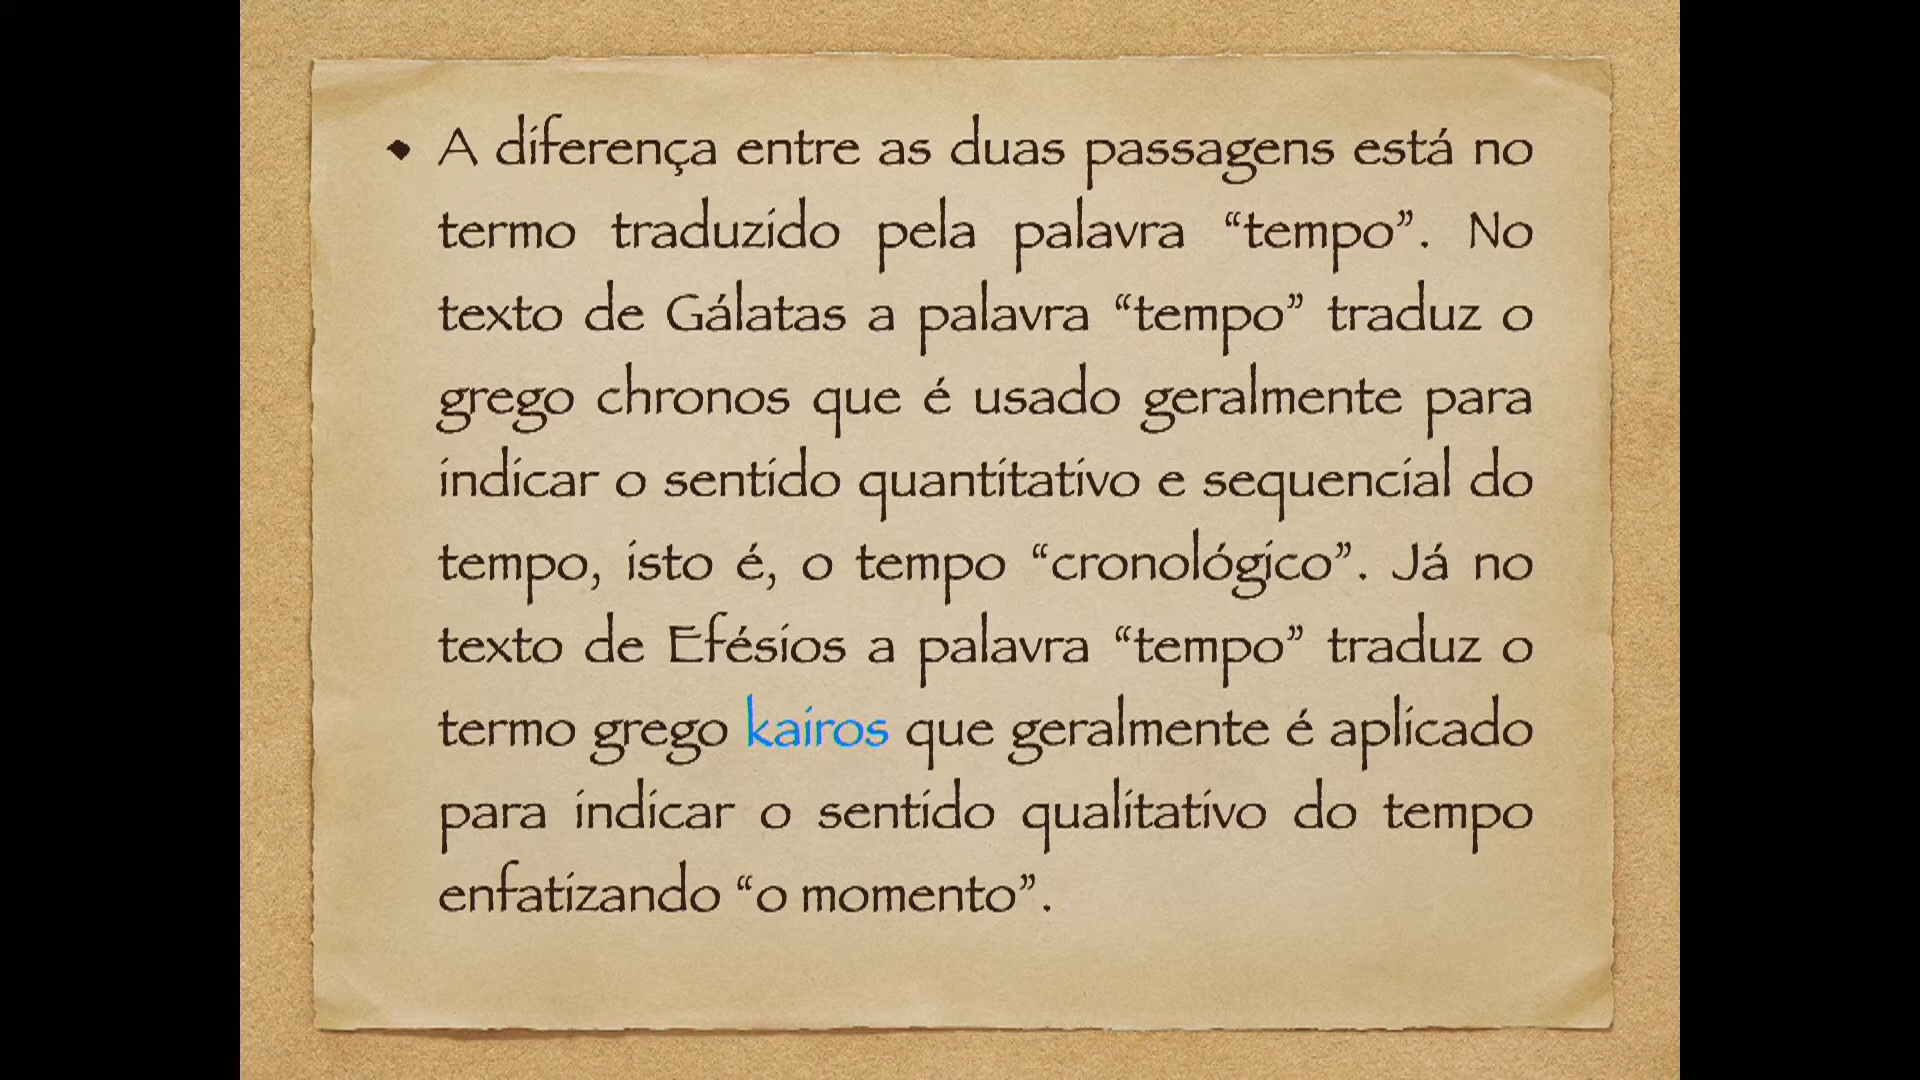 • A diferença entre as duas passagens está no
termo traduzido pela palavra “tempo”. No
texto de Gálatas a palavra “tempo” traduz o
grego chronos que é usado geralmente para
indicar o sentido quantitativo e sequencial do
tempo, isto é, o tempo “cronológico”. Já no
texto de Efésios a palavra “tempo” traduz o
termo grego kairos que geralmente é aplicado
para indicar o sentido qualitativo do tempo
enfatizando “o momento”.